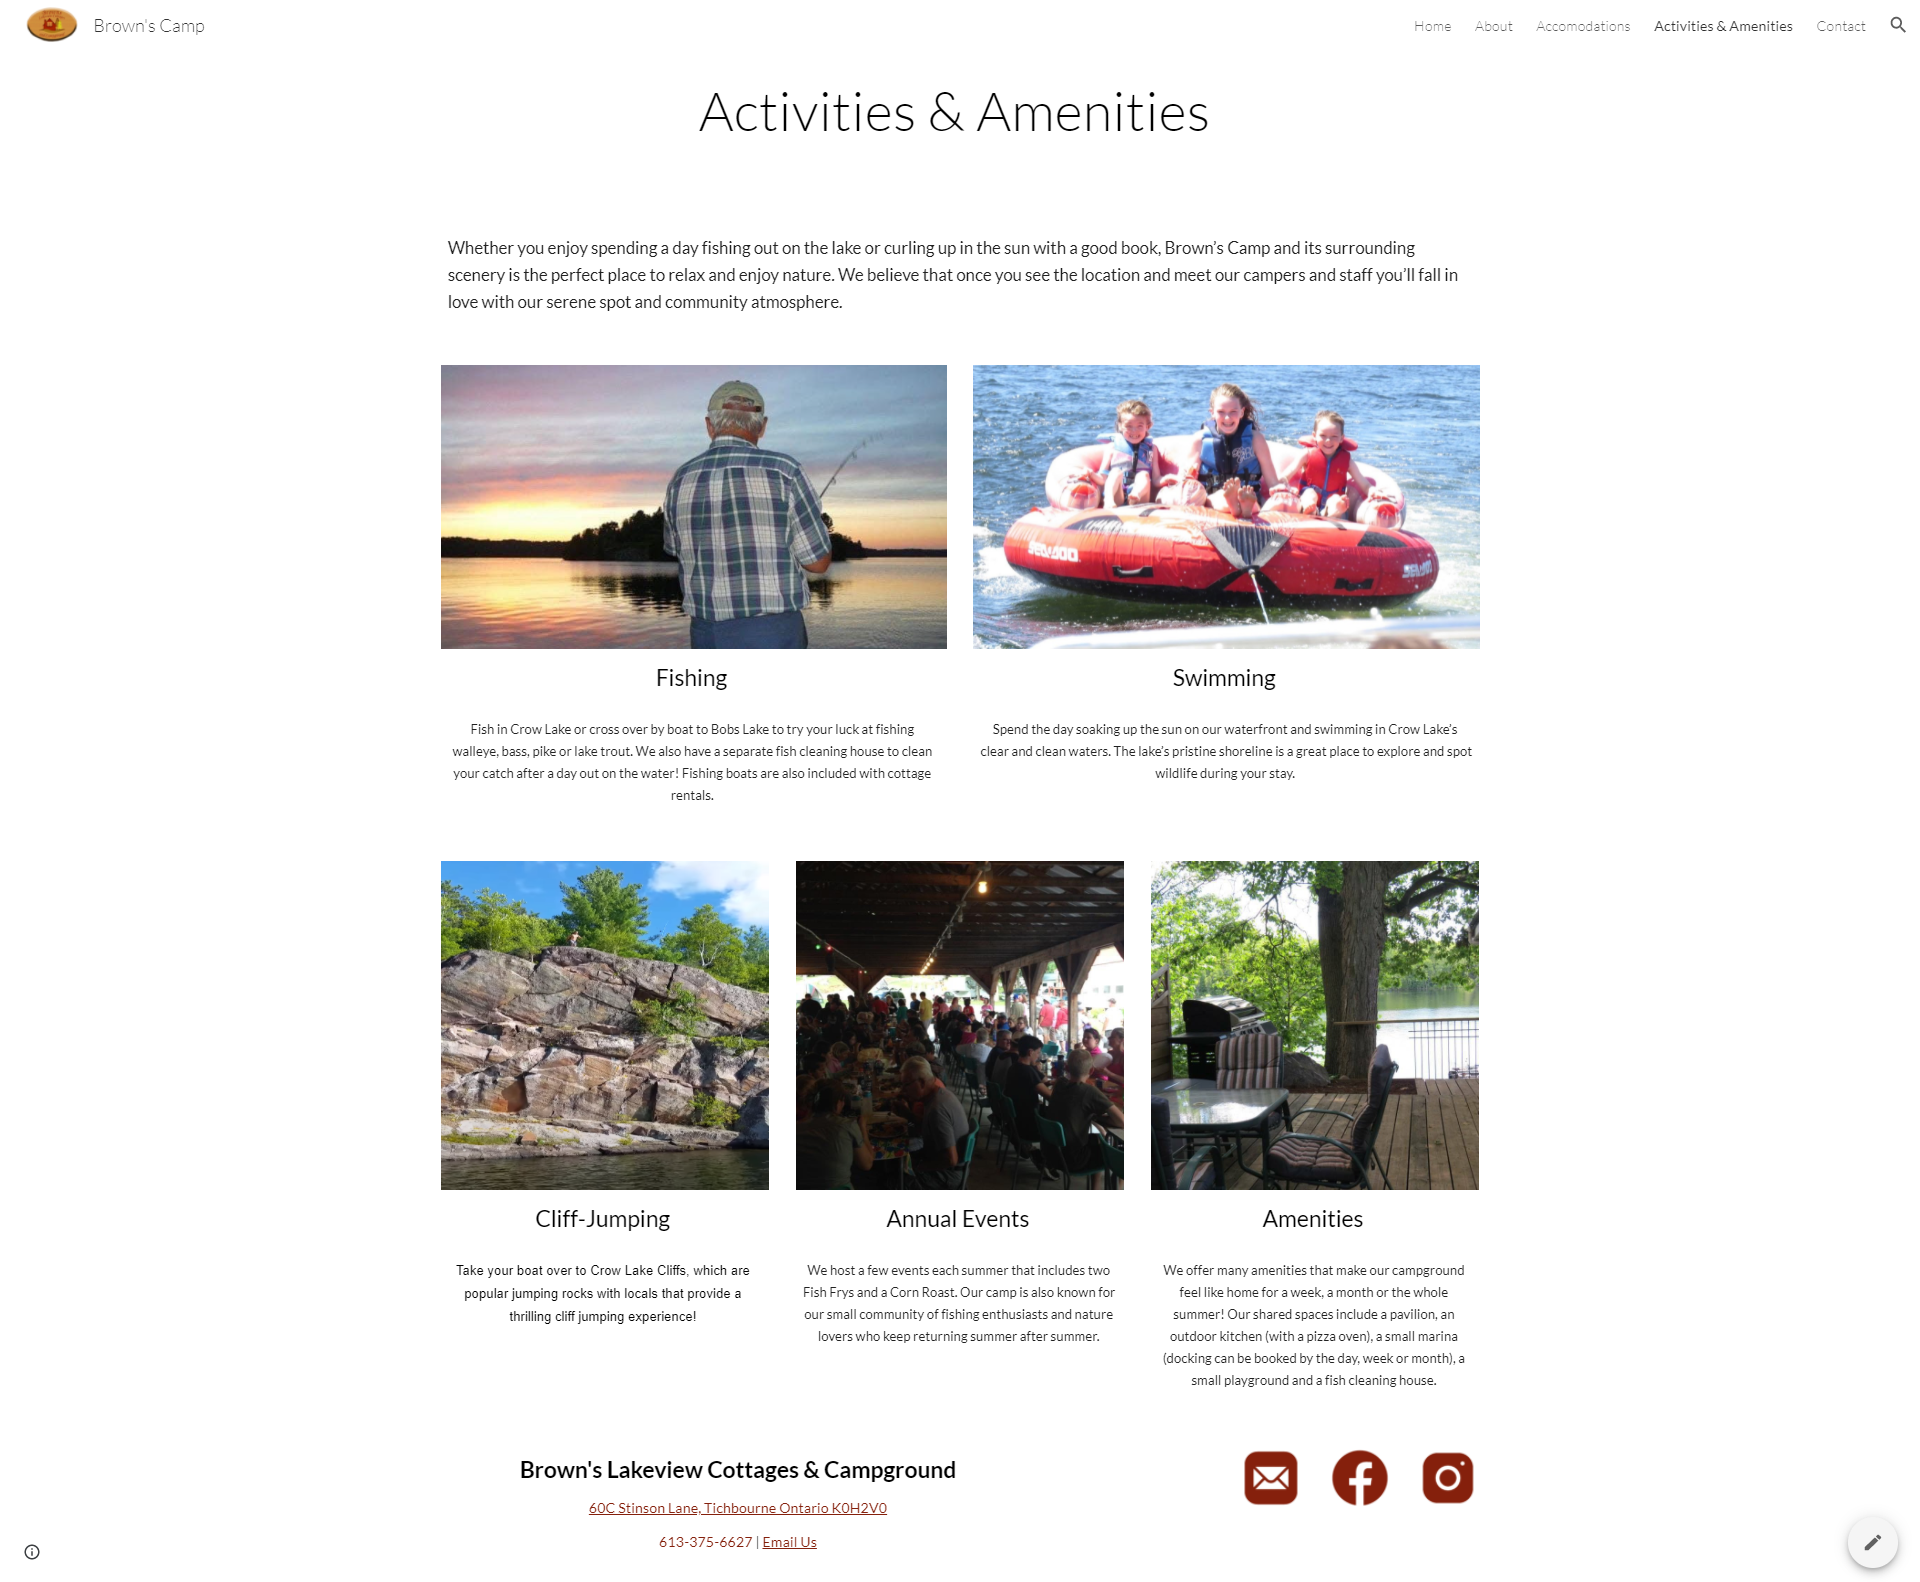 Brown's Camp
Home
About
Accomodations
Activities & Amenities
Contact
Activities & Amenities
Whether you enjoy spending a day fishing out on the lake or curling up in the sun with a good book, Brown’s Camp and its surrounding
scenery is the perfect place to relax and enjoy nature. We believe that once you see the location and meet our campers and staff you’ll fall in
love with our serene spot and community atmosphere.
SEA-DOO
SEA-DOO
Fishing
Fish in Crow Lake or cross over by boat to Bobs Lake to try your luck at fishing
walleye, bass, pike or lake trout. We also have a separate fish cleaning house to clean
your catch after a day out on the water! Fishing boats are also included with cottage
rentals.
Swimming
Spend the day soaking up the sun on our waterfront and swimming in Crow Lake’s
clear and clean waters. The lake’s pristine shoreline is a great place to explore and spot
wildlife during your stay.
Cliff-Jumping
Take your boat over to Crow Lake Cliffs, which are
popular jumping rocks with locals that provide a
thrilling cliff jumping experience!
Annual Events
We host a few events each summer that includes two
Fish Frys and a Corn Roast. Our camp is also known for
our small community of fishing enthusiasts and nature
lovers who keep returning summer after summer.
Amenities
We offer many amenities that make our campground
feel like home for a week, a month or the whole
summer! Our shared spaces include a pavilion, an
outdoor kitchen (with a pizza oven), a small marina
(docking can be booked by the day, week or month), a
small playground and a fish cleaning house.
Brown's Lakeview Cottages & Campground
60C Stinson Lane, Tichbourne Ontario K0H2V0
613-375-6627 | Email Us